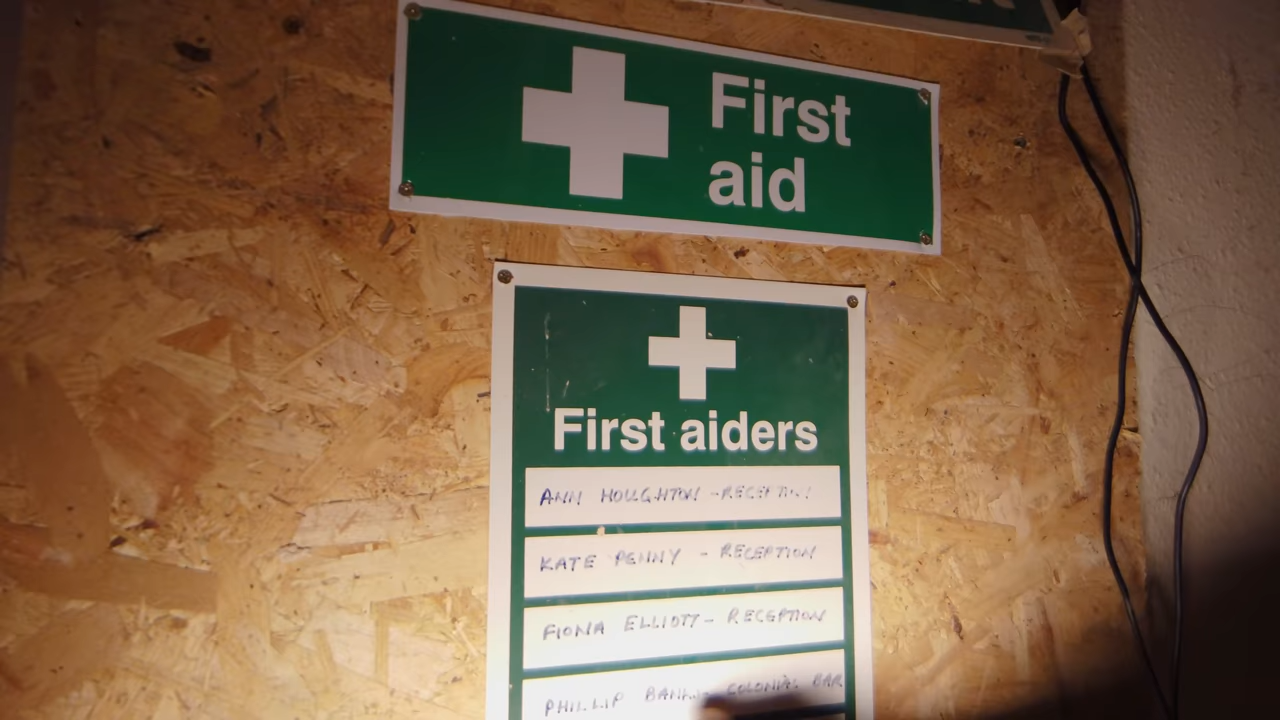 First
aid
First aiders
ANN HOUGHTON - RECEPTION
KATE PENNY - RECEPTION
FIONA ELLIOTT - RECEPTION
PHILLIP COLONIAL BAR